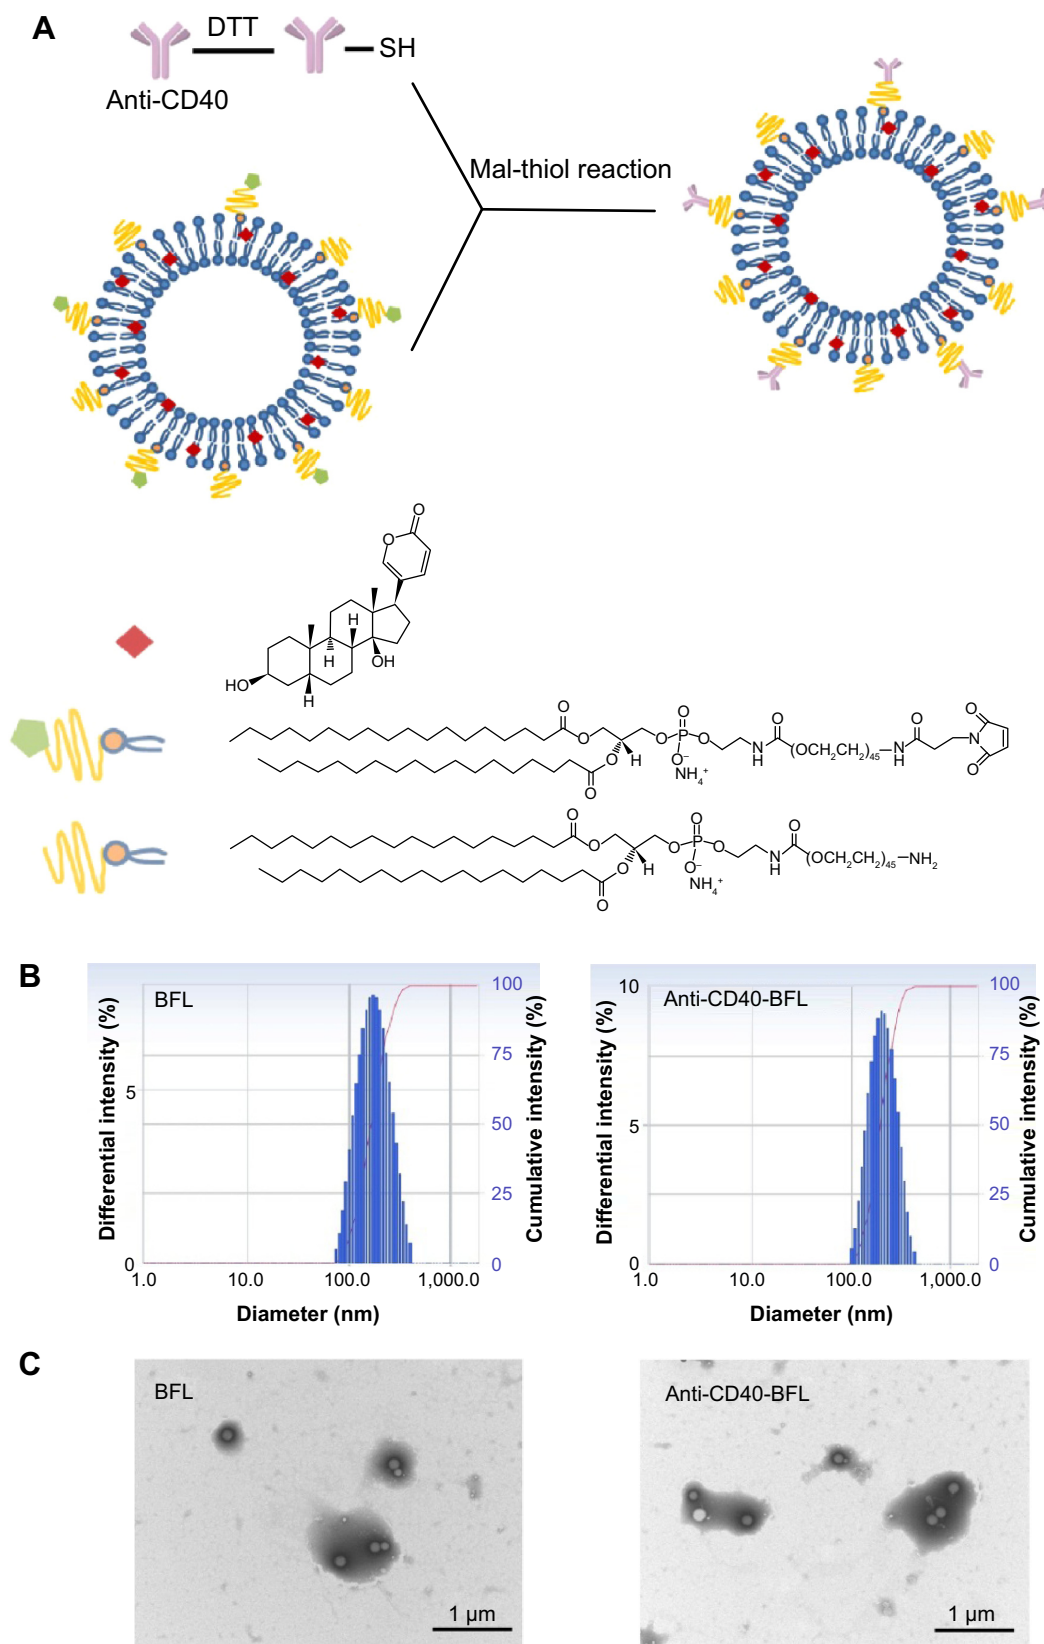 A
DTT
SH
Anti-CD40
Mal-thiol reaction
O
O
H
H
OH
HO
H
O
O
O
O
H
O
O
P
O
O⁻
NH₄⁺
O
N
H
O
(OCH₂CH₂)₄₅
N
H
O
N
O
O
O
O
O
O
H
O
O
P
O
O⁻
NH₄⁺
O
N
H
O
(OCH₂CH₂)₄₅
NH₂
B
BFL
Differential intensity (%)
5
0
100
75
50
25
0
Cumulative intensity (%)
1.0 10.0 100.0 1,000.0
Diameter (nm)
Anti-CD40-BFL
Differential intensity (%)
10
5
0
100
75
50
25
0
Cumulative intensity (%)
1.0 10.0 100.0 1,000.0
Diameter (nm)
C
BFL
1 µm
Anti-CD40-BFL
1 µm